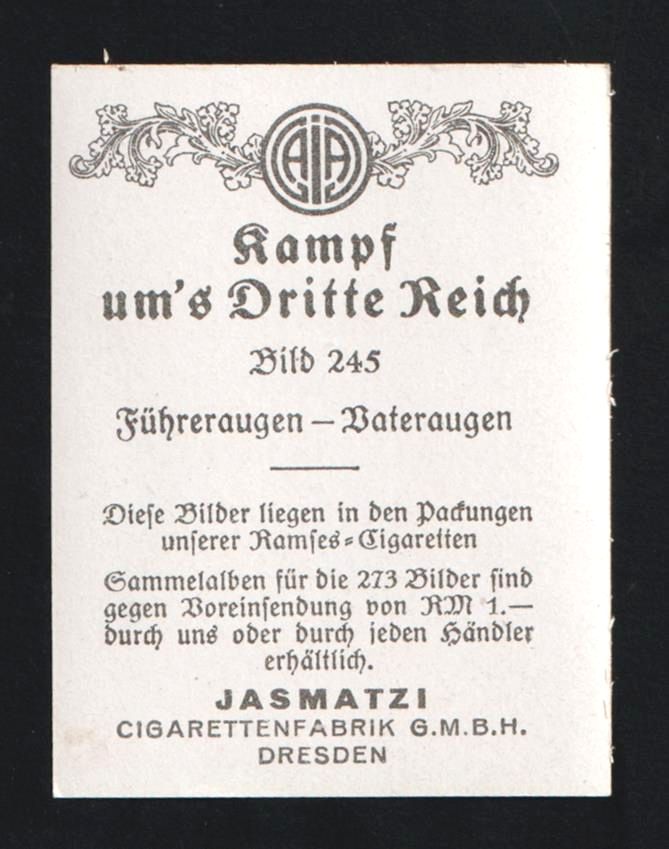 Kampf
um's Dritte Reich
Bild 245
Führeraugen — Vateraugen
Diese Bilder liegen in den Packungen
unserer Ramses-Cigaretten
Sammelalben für die 273 Bilder sind
gegen Voreinsendung von RM 1.—
durch uns oder durch jeden Händler
erhältlich.
JASMATZI
CIGARETTENFABRIK G.M.B.H.
DRESDEN